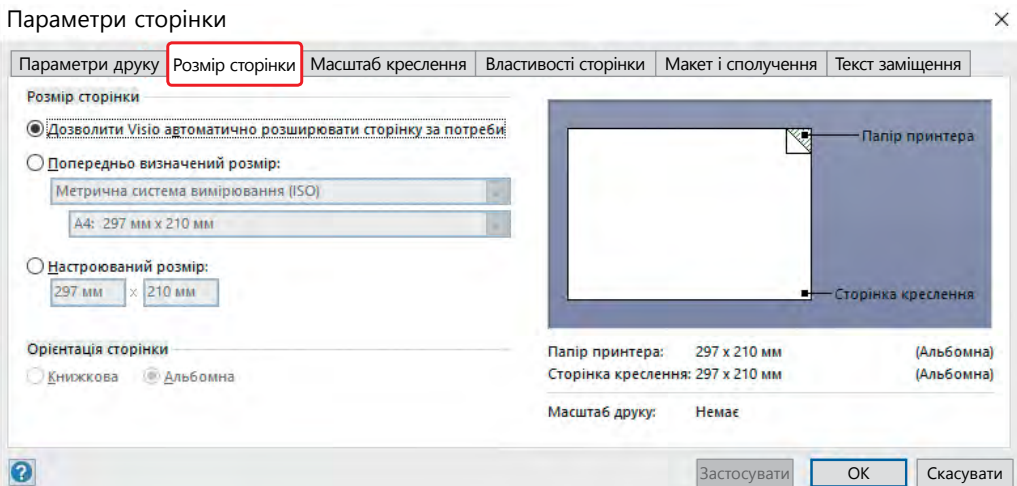 Параметри сторінки
Параметри друку Розмір сторінки Масштаб креслення Властивості сторінки Макет і сполучення Текст заміщення
Розмір сторінки
Дозволити Visio автоматично розширювати сторінку за потреби
Попередньо визначений розмір:
Метрична система вимірювання (ISO)
A4: 297 мм x 210 мм
Настроюваний розмір:
297 мм x 210 мм
Орієнтація сторінки
Книжкова Альбомна
Папір принтера
Сторінка креслення
Папір принтера: 297 x 210 мм (Альбомна)
Сторінка креслення: 297 x 210 мм (Альбомна)
Масштаб друку: Немає
? Застосувати ОК Скасувати